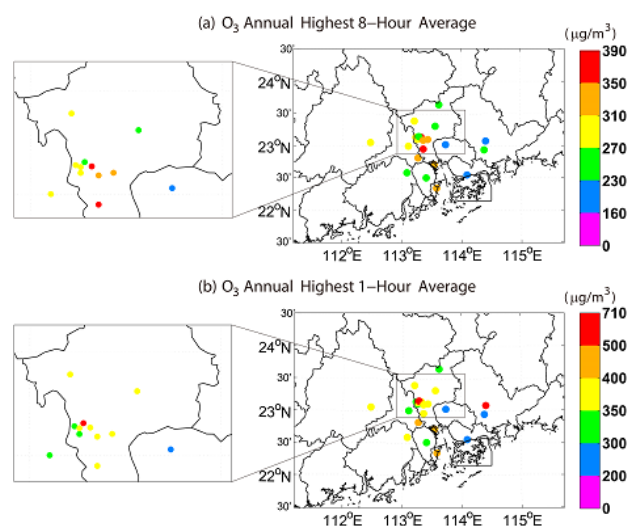 (a) O₃ Annual Highest 8−Hour Average
(μg/m³)
30'
24°N
30'
23°N
30'
22°N
30'
112°E 113°E 114°E 115°E
390
350
310
270
230
160
0
(b) O₃ Annual Highest 1−Hour Average
(μg/m³)
30'
24°N
30'
23°N
30'
22°N
30'
112°E 113°E 114°E 115°E
710
500
400
350
300
200
0